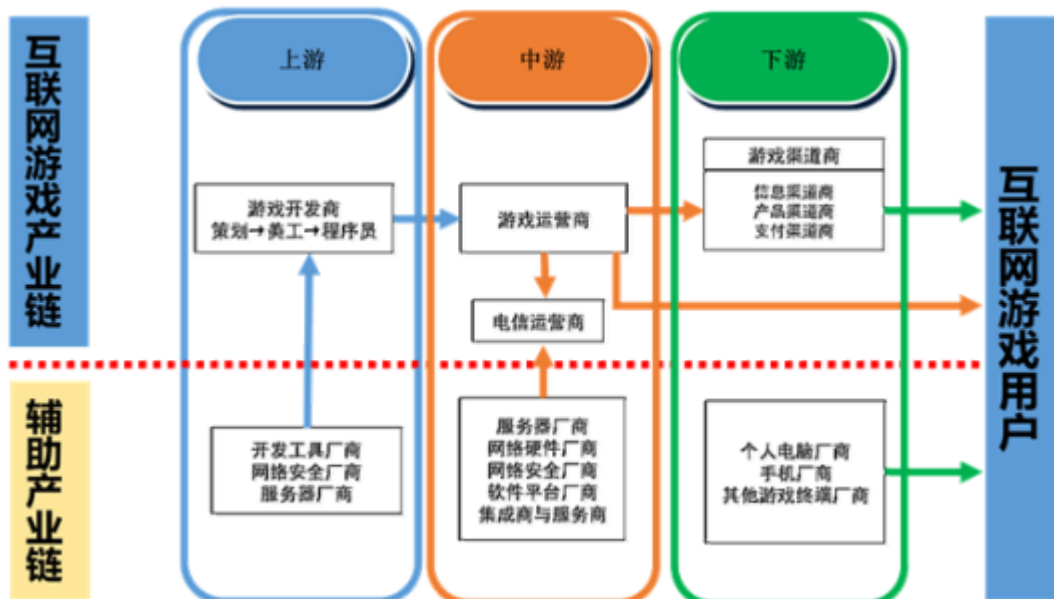 互联网游戏产业链
上游
中游
下游
互联网游戏用户
游戏开发商
策划→美工→程序员
游戏运营商
游戏渠道商
信息渠道商
产品渠道商
支付渠道商
电信运营商
辅助产业链
开发工具厂商
网络安全厂商
服务器厂商
服务器厂商
网络硬件厂商
网络安全厂商
软件平台厂商
集成商与服务商
个人电脑厂商
手机厂商
其他游戏终端厂商